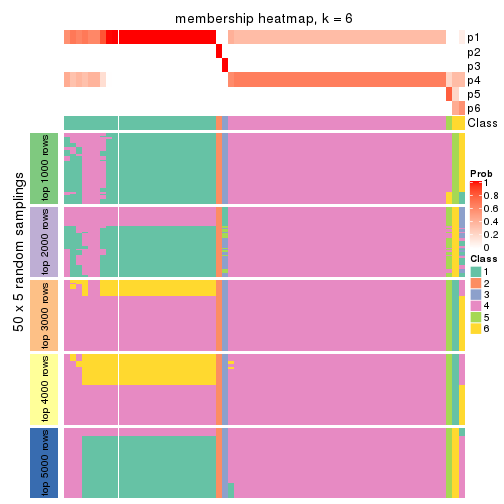 membership heatmap, k = 6
p1
p2
p3
p4
p5
p6
Class
50 x 5 random samplings
top 1000 rows
top 2000 rows
top 3000 rows
top 4000 rows
top 5000 rows
Prob
1
0.8
0.6
0.4
0.2
0
Class
1
2
3
4
5
6